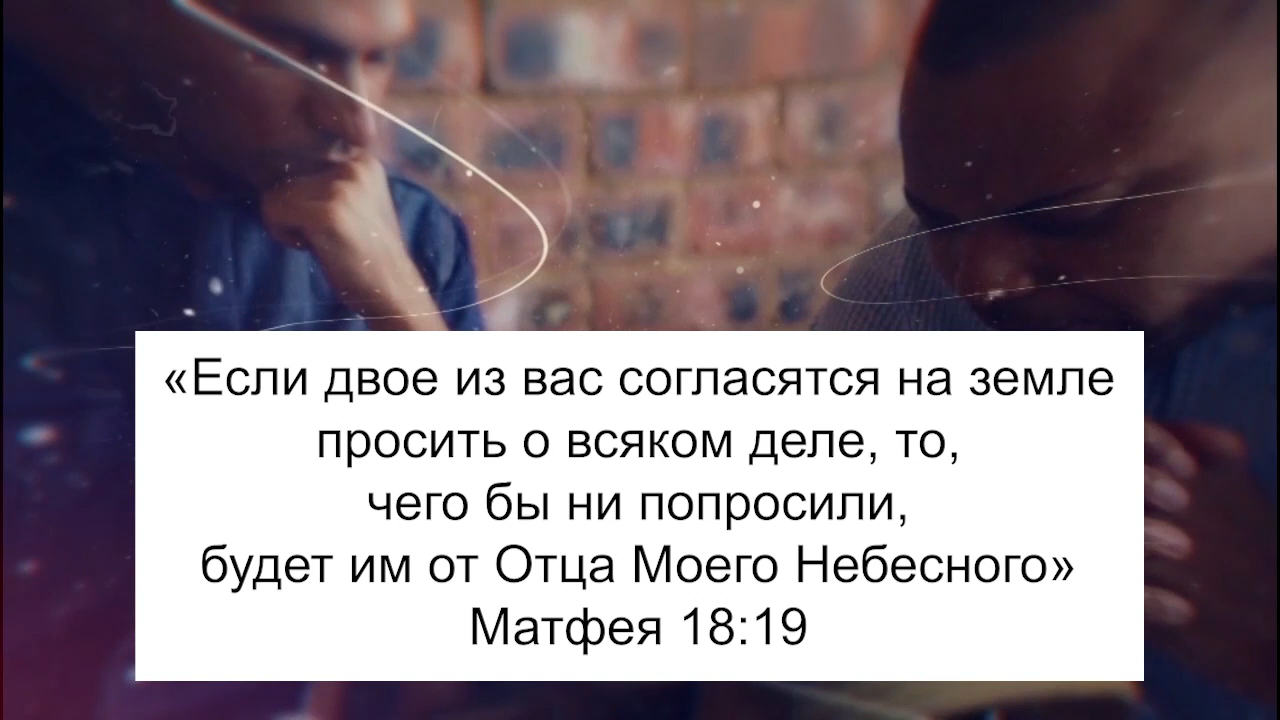 «Если двое из вас согласятся на земле
просить о всяком деле, то,
чего бы ни попросили,
будет им от Отца Моего Небесного»
Матфея 18:19